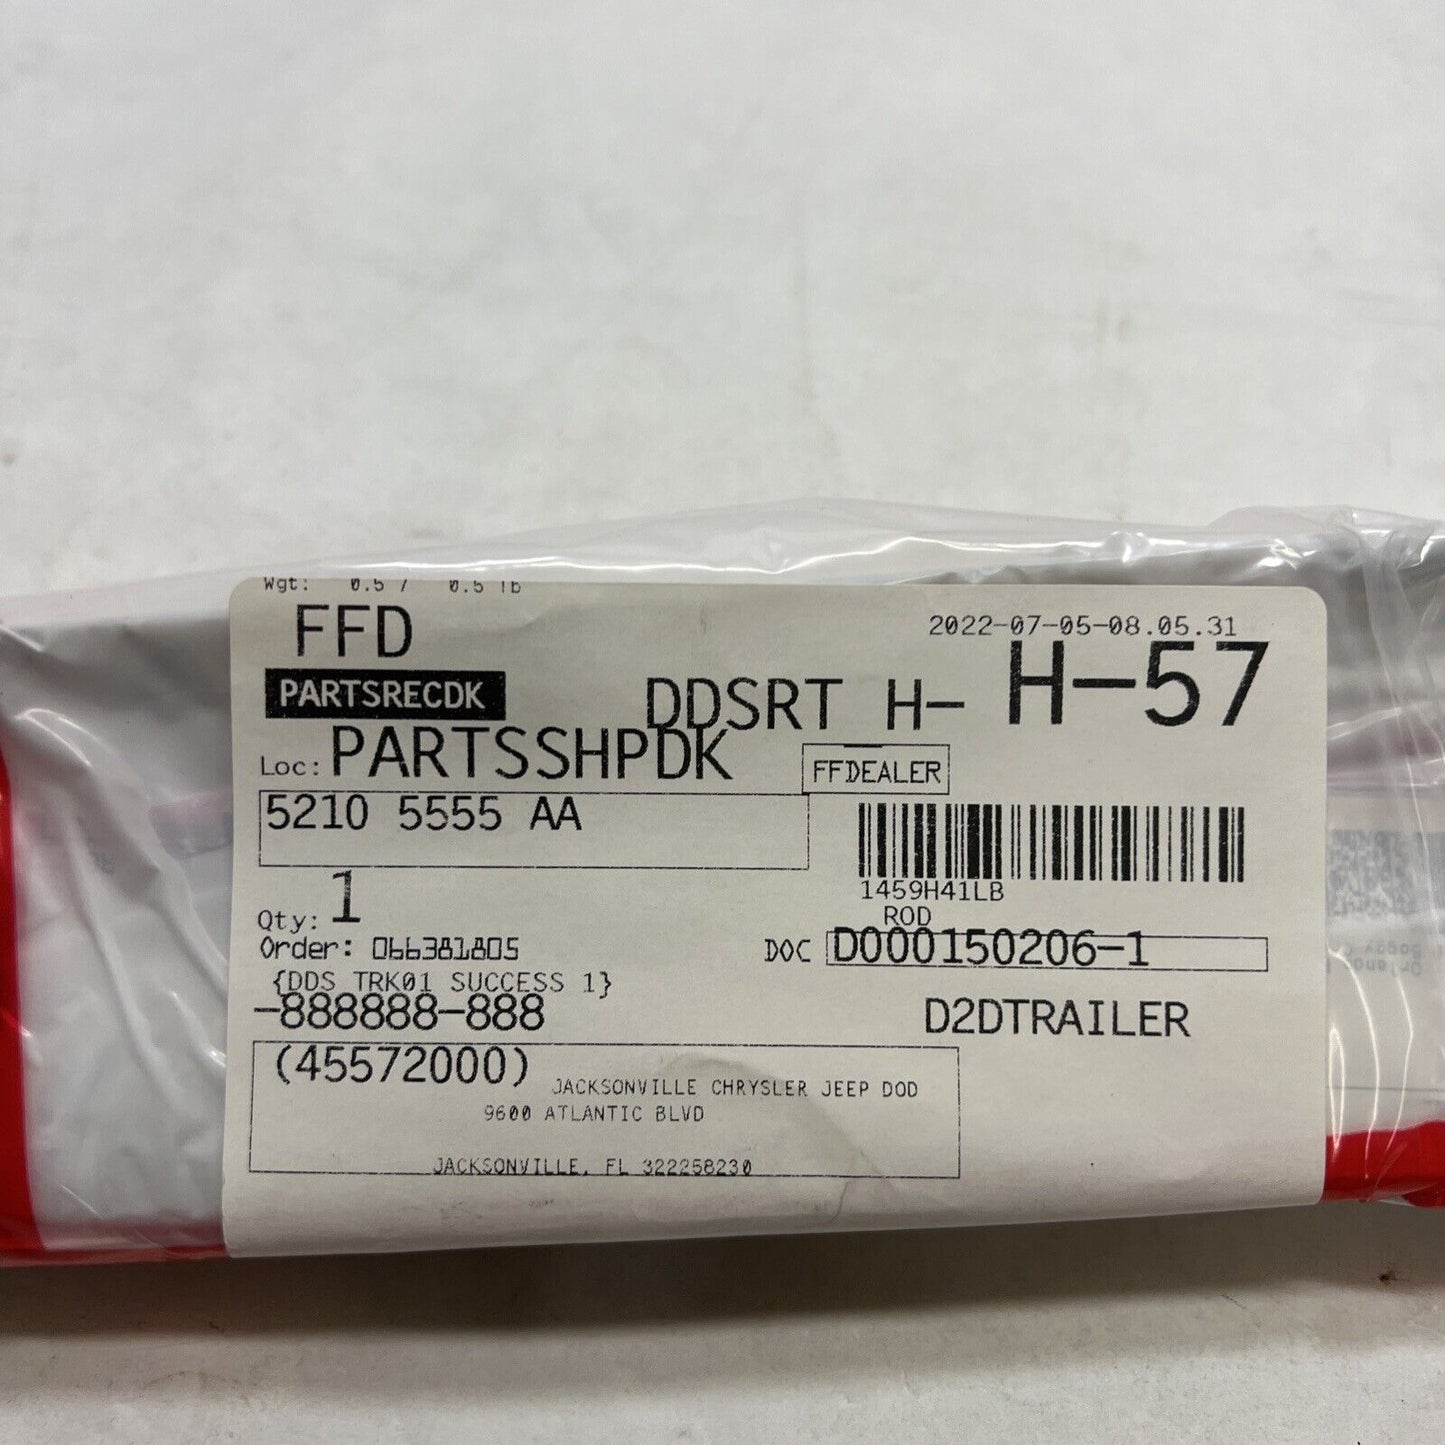 Wgt: 0.5 / 0.5 lb
FFD
2022-07-05-08.05.31
PARTSRECDK
DDSRT H- H-57
Loc: PARTSSHPDK
FFDEALER
5210 5555 AA
1459H41LB
Qty: 1
ROD
Order: 066381805
DOC D000150206-1
{DDS TRK01 SUCCESS 1}
-888888-888
D2DTRAILER
(45572000)
JACKSONVILLE CHRYSLER JEEP DOD
9600 ATLANTIC BLVD
JACKSONVILLE, FL 322258230